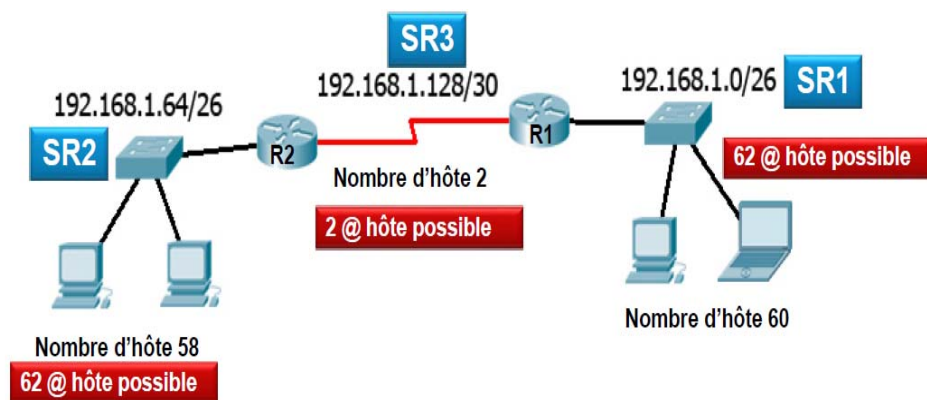 SR3
192.168.1.128/30
192.168.1.0/26
SR1
192.168.1.64/26
SR2
R2
R1
62 @ hôte possible
Nombre d'hôte 2
2 @ hôte possible
Nombre d'hôte 60
Nombre d'hôte 58
62 @ hôte possible